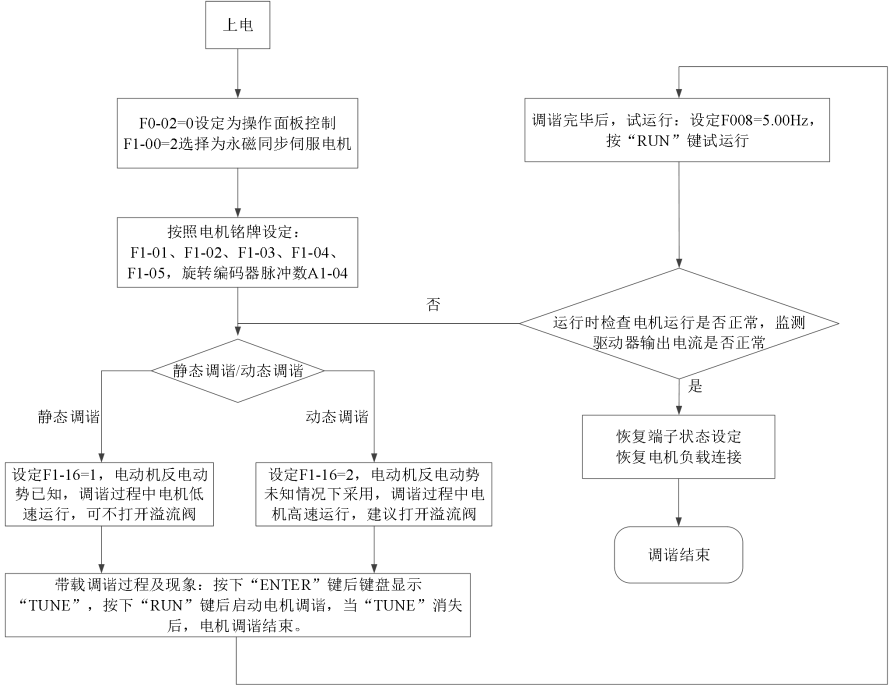 上电
F0-02=0设定为操作面板控制
F1-00=2选择为永磁同步伺服电机
按照电机铭牌设定：
F1-01、F1-02、F1-03、F1-04、
F1-05，旋转编码器脉冲数A1-04
静态调谐/动态调谐
静态调谐
动态调谐
设定F1-16=1，电动机反电动
势已知，调谐过程中电机低
速运行，可不打开溢流阀
设定F1-16=2，电动机反电动势
未知情况下采用，调谐过程中电
机高速运行，建议打开溢流阀
带载调谐过程及现象：按下“ENTER”键后键盘显示
“TUNE”，按下“RUN”键后启动电机调谐，当“TUNE”消失
后，电机调谐结束。
调谐完毕后，试运行：设定F008=5.00Hz，
按“RUN”键试运行
否
运行时检查电机运行是否正常，监测
驱动器输出电流是否正常
是
恢复端子状态设定
恢复电机负载连接
调谐结束